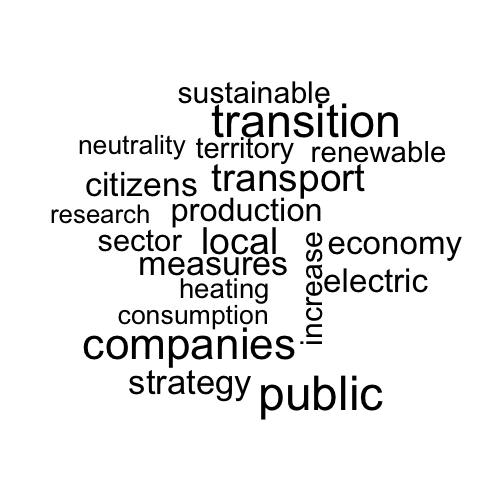 sustainable
transition
neutrality territory renewable
citizens transport
research production
sector local economy
measures increase electric
heating
consumption
companies
strategy public